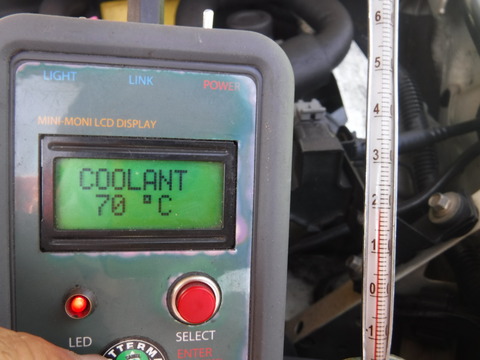 LIGHT LINK POWER
MINI-MONI LCD DISPLAY
COOLANT
70 °C
LED SELECT
ENTER
6
5
4
3
2
1
0
-1